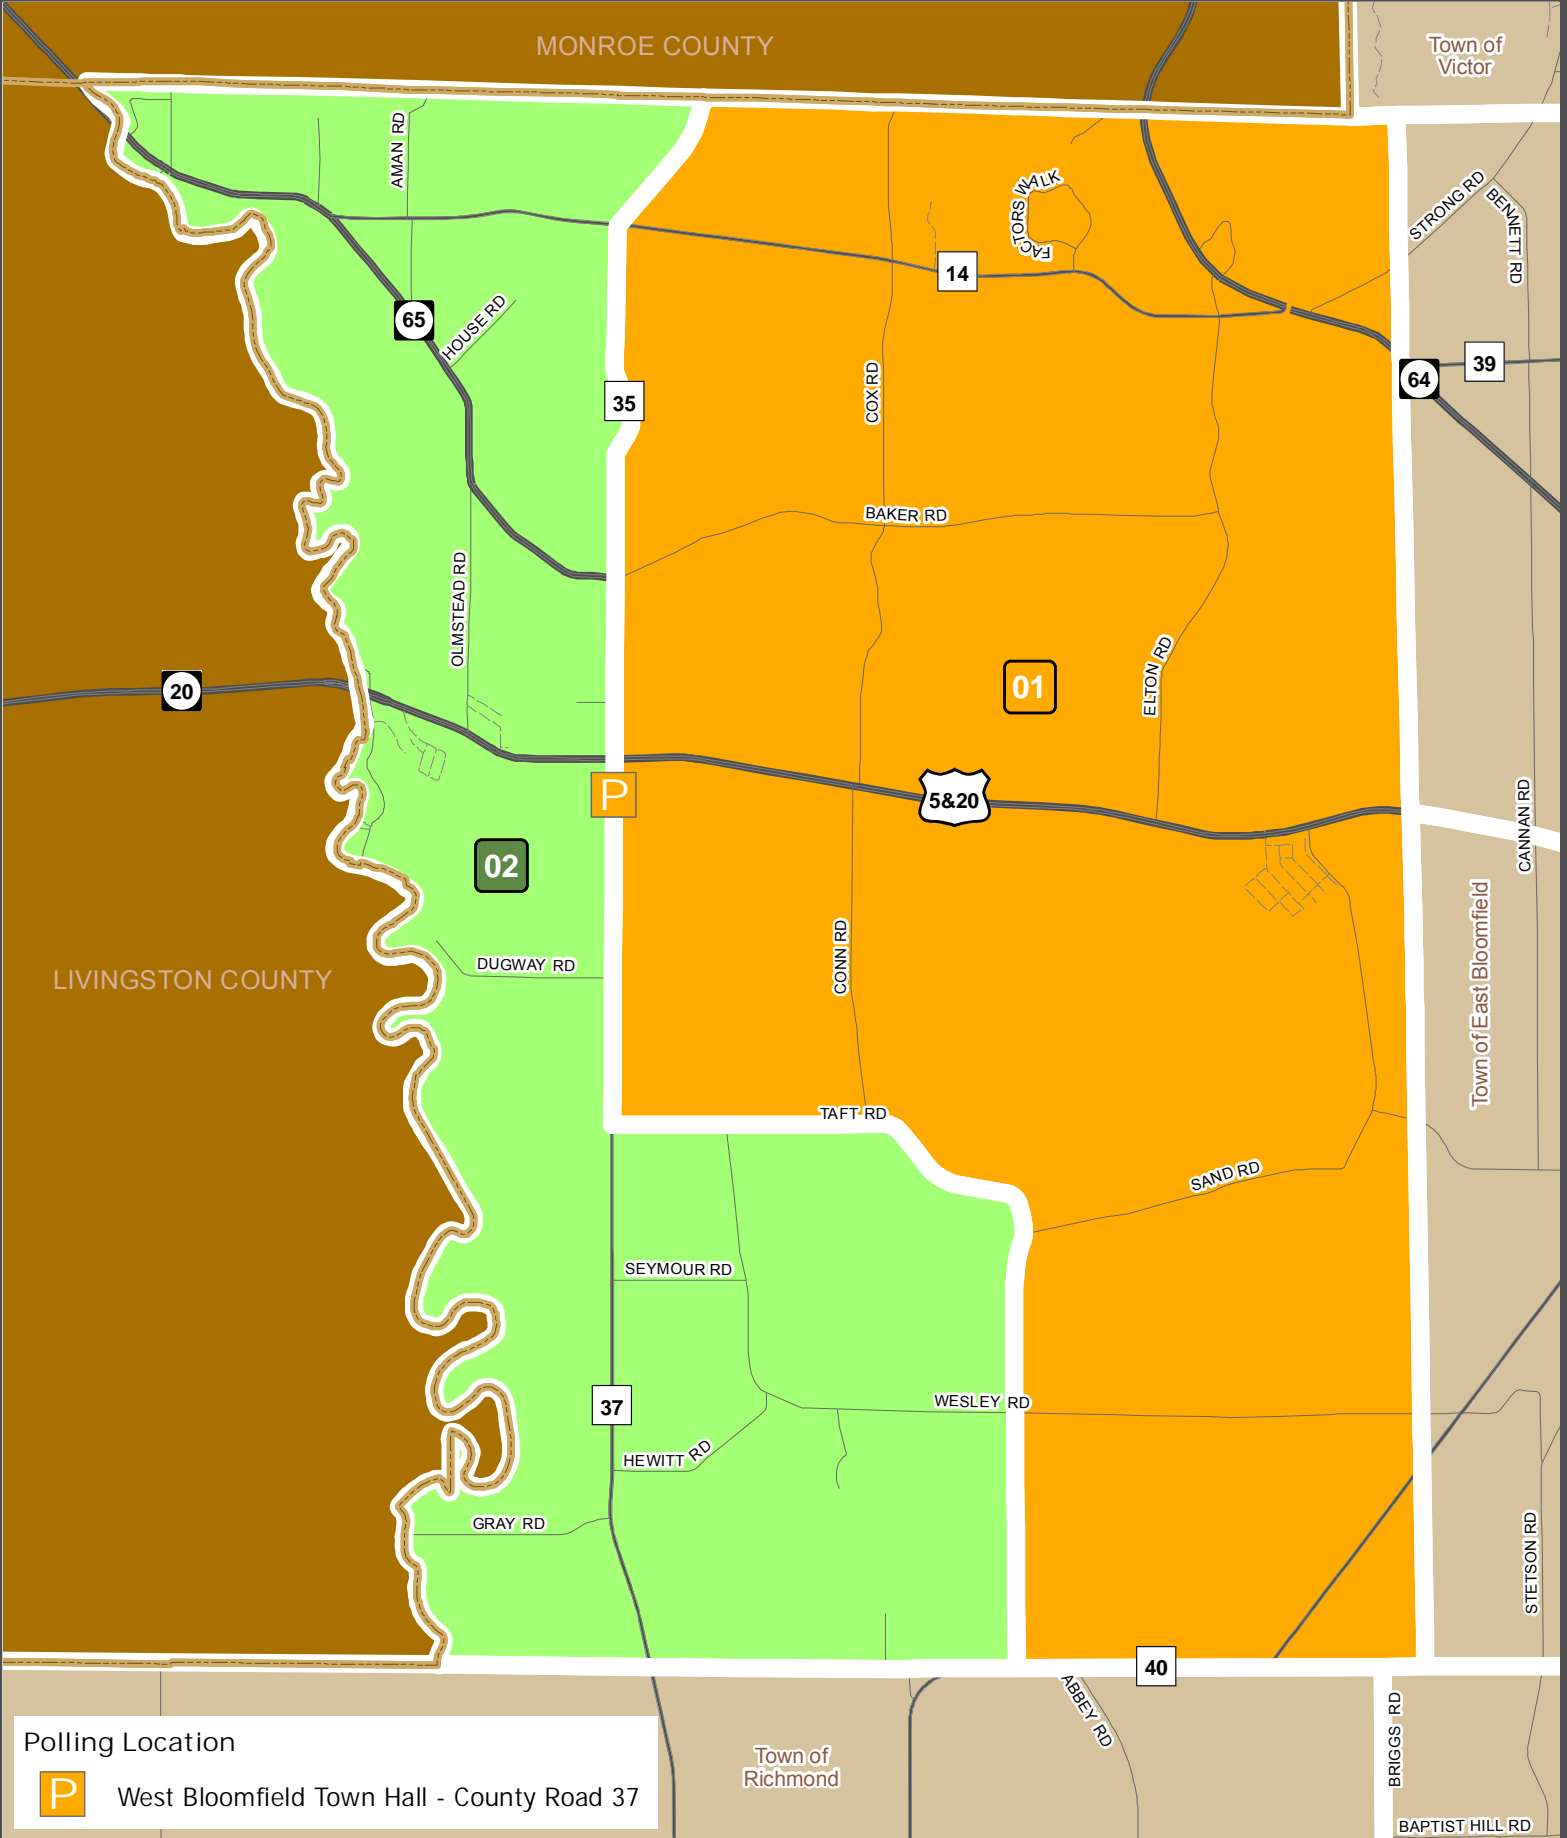 MONROE COUNTY
Town of
Victor
AMAN RD
FACTORS WALK
STRONG RD
BENNETT RD
14
65
HOUSE RD
39
64
35
COX RD
BAKER RD
OLMSTEAD RD
ELTON RD
20
01
5&20
P
CANNAN RD
02
Town of East Bloomfield
CONN RD
DUGWAY RD
LIVINGSTON COUNTY
TAFT RD
SAND RD
SEYMOUR RD
WESLEY RD
37
HEWITT RD
GRAY RD
STETSON RD
40
ABBEY RD
BRIGGS RD
Town of
Richmond
BAPTIST HILL RD
Polling Location
P West Bloomfield Town Hall - County Road 37